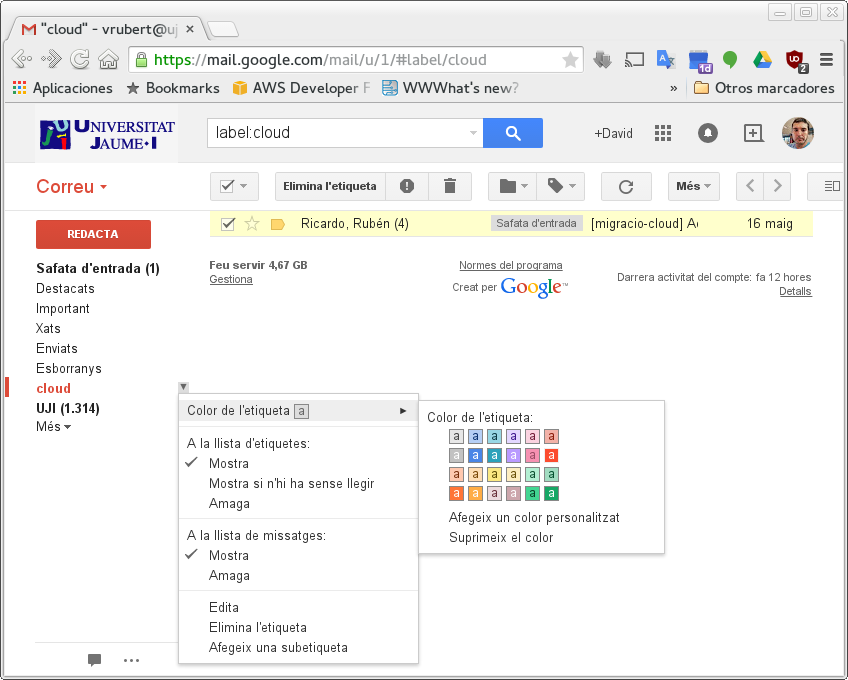 "cloud" - vrubert@uj
https://mail.google.com/mail/u/1/#label/cloud
1d
2
Aplicaciones
Bookmarks
AWS Developer F
WWWhat's new?
»
Otros marcadores
UNIVERSITAT
JAUME·I
label:cloud
+David
Correu
Elimina l'etiqueta
Més
REDACTA
Ricardo, Rubén (4)
Safata d'entrada
[migracio-cloud] Ac
16 maig
Safata d'entrada (1)
Destacats
Important
Xats
Enviats
Esborranys
cloud
UJI (1.314)
Més
Feu servir 4,67 GB
Gestiona
Normes del programa
Creat per Google™
Darrera activitat del compte: fa 12 hores
Detalls
Color de l'etiqueta a
A la llista d'etiquetes:
Mostra
Mostra si n'hi ha sense llegir
Amaga
A la llista de missatges:
Mostra
Amaga
Edita
Elimina l'etiqueta
Afegeix una subetiqueta
Color de l'etiqueta:
a a a a a a
a a a a a a
a a a a a a
a a a a a a
Afegeix un color personalitzat
Suprimeix el color